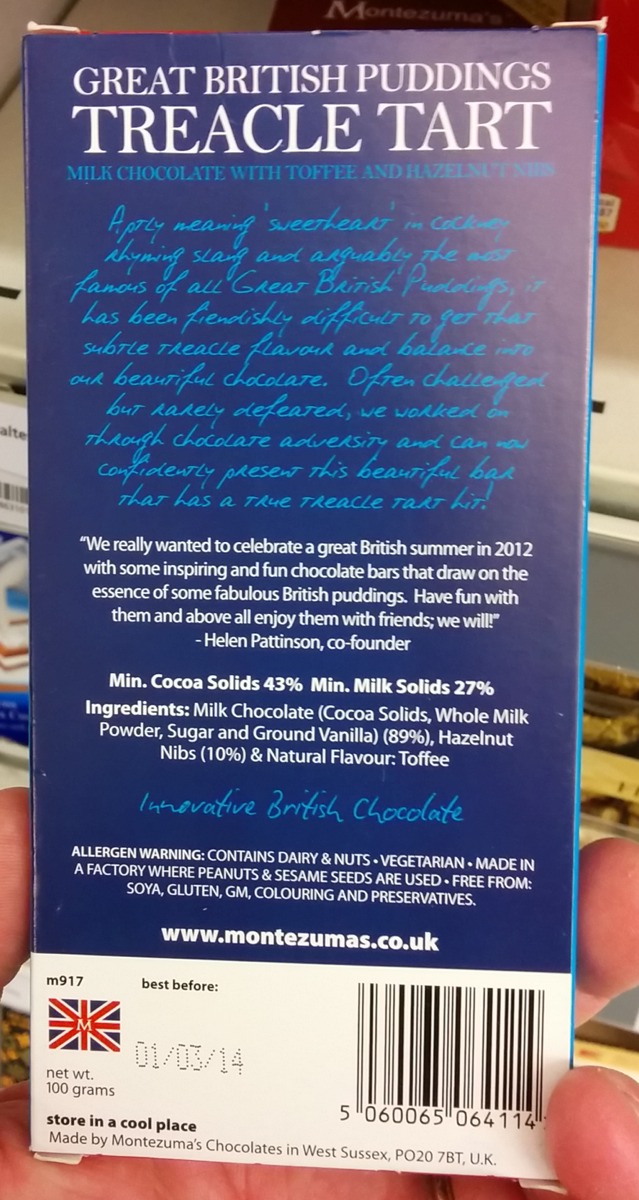 Montezuma's
GREAT BRITISH PUDDINGS
TREACLE TART
MILK CHOCOLATE WITH TOFFEE AND HAZELNUT NIBS
Aptly meaning 'sweetheart' in cockney
rhyming slang and arguably the most
famous of all Great British Puddings, it
has been fiendishly difficult to get that
subtle treacle flavour and balance into
our beautiful chocolate. Often challenged
but rarely defeated, we worked on
through chocolate adversity and can now
confidently present this beautiful bar
that has a true treacle tart hit!
"We really wanted to celebrate a great British summer in 2012
with some inspiring and fun chocolate bars that draw on the
essence of some fabulous British puddings. Have fun with
them and above all enjoy them with friends; we will!"
- Helen Pattinson, co-founder
Min. Cocoa Solids 43% Min. Milk Solids 27%
Ingredients: Milk Chocolate (Cocoa Solids, Whole Milk
Powder, Sugar and Ground Vanilla) (89%), Hazelnut
Nibs (10%) & Natural Flavour: Toffee
Innovative British Chocolate
ALLERGEN WARNING: CONTAINS DAIRY & NUTS • VEGETARIAN • MADE IN
A FACTORY WHERE PEANUTS & SESAME SEEDS ARE USED • FREE FROM:
SOYA, GLUTEN, GM, COLOURING AND PRESERVATIVES.
www.montezumas.co.uk
m917
best before:
M
01/03/14
net wt.
100 grams
5 060065 064114
store in a cool place
Made by Montezuma's Chocolates in West Sussex, PO20 7BT, U.K.